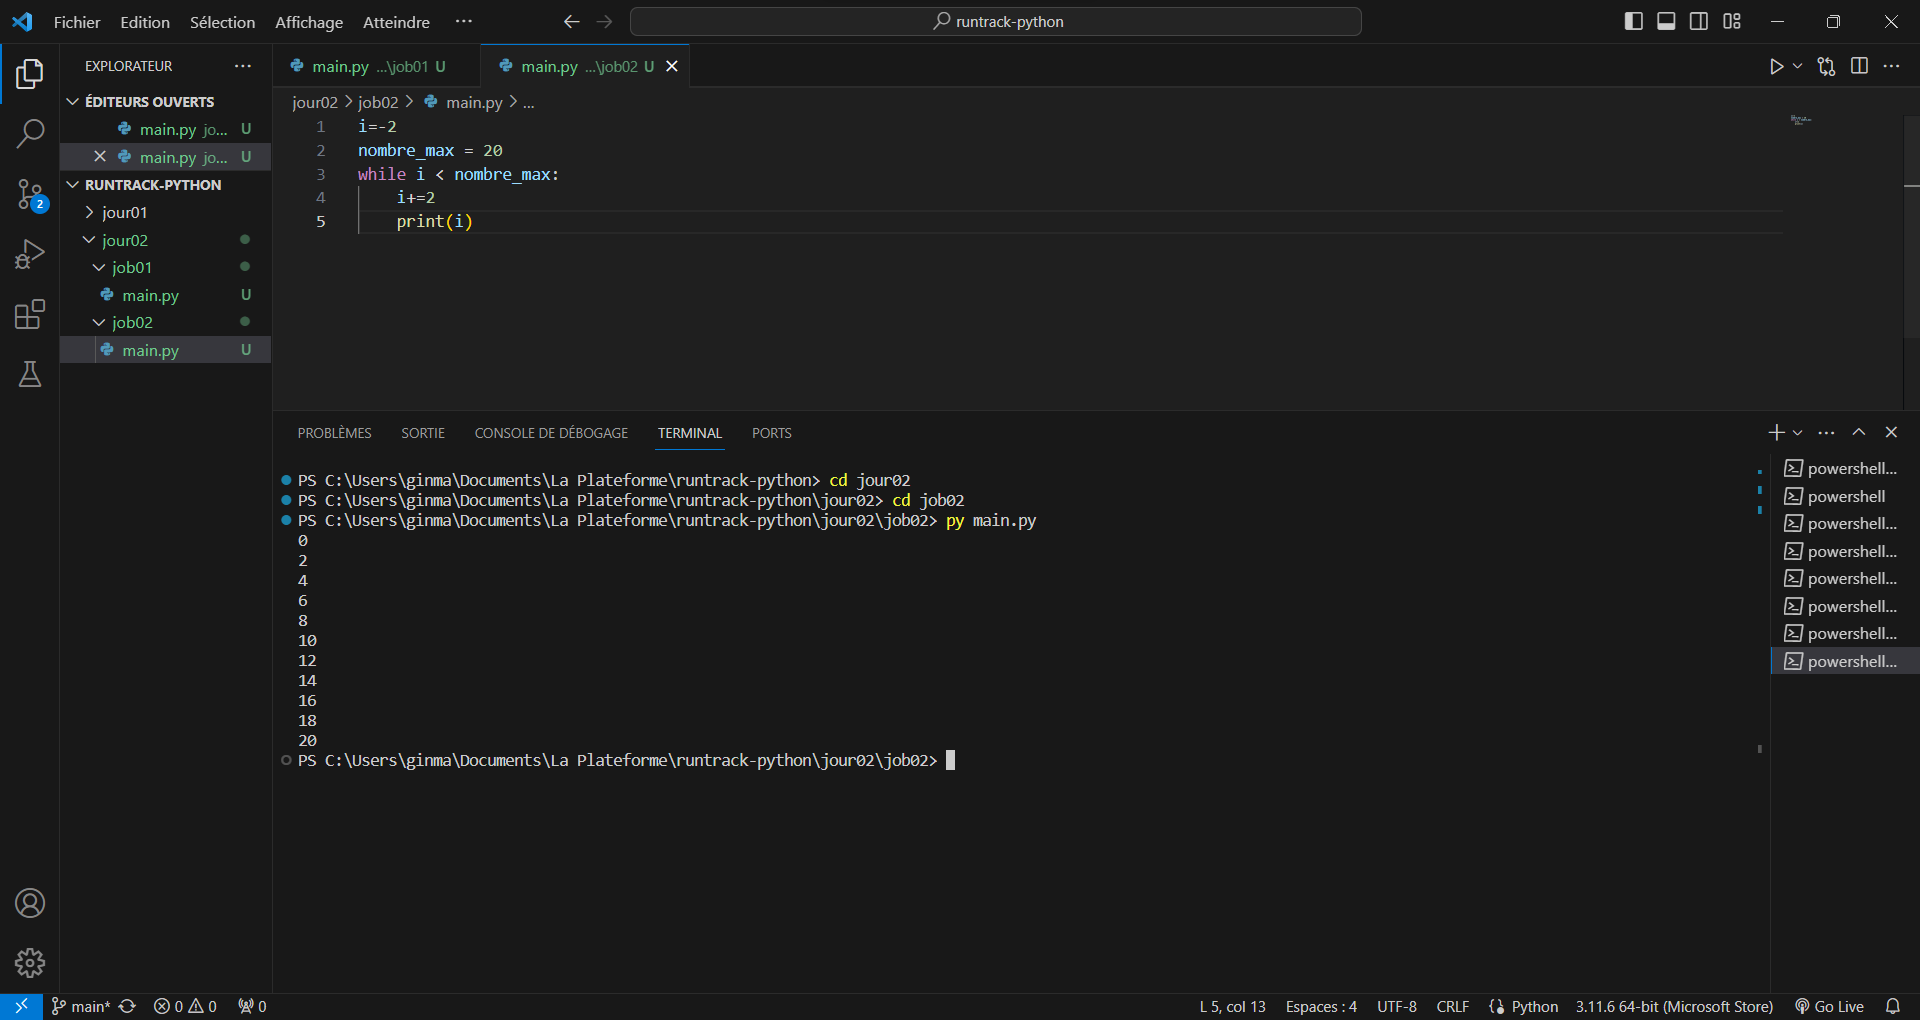 Fichier Edition Sélection Affichage Atteindre ··· runtrack-python
EXPLORATEUR ···
ÉDITEURS OUVERTS
main.py jo... U
main.py jo... U
RUNTRACK-PYTHON
jour01
jour02
job01
main.py U
job02
main.py U
main.py ...\job01 U
main.py ...\job02 U
jour02 > job02 > main.py > ...
1 i=-2
2 nombre_max = 20
3 while i < nombre_max:
4 i+=2
5 print(i)
PROBLÈMES SORTIE CONSOLE DE DÉBOGAGE TERMINAL PORTS
PS C:\Users\ginma\Documents\La Plateforme\runtrack-python> cd jour02
PS C:\Users\ginma\Documents\La Plateforme\runtrack-python\jour02> cd job02
PS C:\Users\ginma\Documents\La Plateforme\runtrack-python\jour02\job02> py main.py
0
2
4
6
8
10
12
14
16
18
20
PS C:\Users\ginma\Documents\La Plateforme\runtrack-python\jour02\job02>
powershell...
powershell
powershell...
powershell...
powershell...
powershell...
powershell...
powershell...
2
main* 0 0 0 L 5, col 13 Espaces : 4 UTF-8 CRLF Python 3.11.6 64-bit (Microsoft Store) Go Live